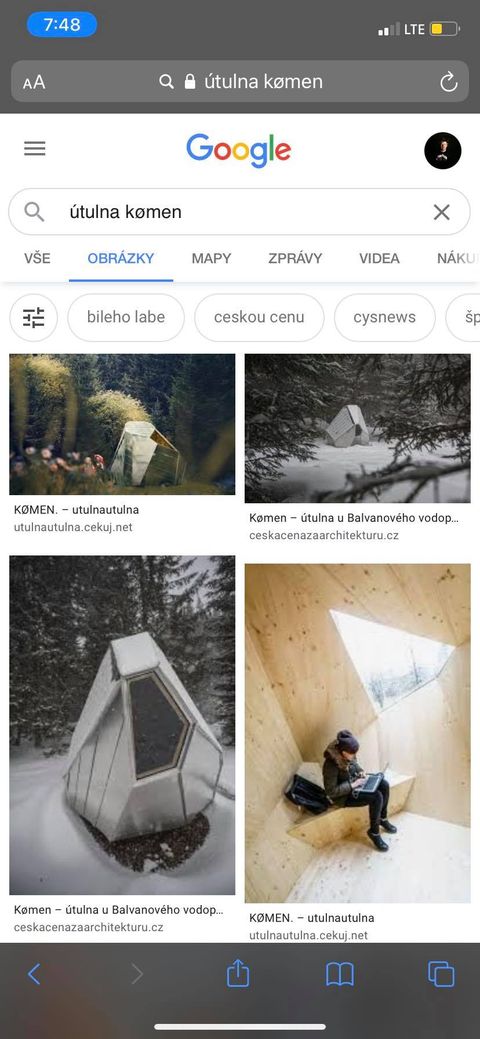 7:48
LTE
AA
útulna kømen
Google
útulna kømen
VŠE OBRÁZKY MAPY ZPRÁVY VIDEA NÁKU
bileho labe ceskou cenu cysnews šp
KØMEN. – utulnautulna
utulnautulna.cekuj.net
Kømen – útulna u Balvanového vodop...
ceskacenazaarchitekturu.cz
Kømen – útulna u Balvanového vodop...
ceskacenazaarchitekturu.cz
KØMEN. – utulnautulna
utulnautulna.cekuj.net